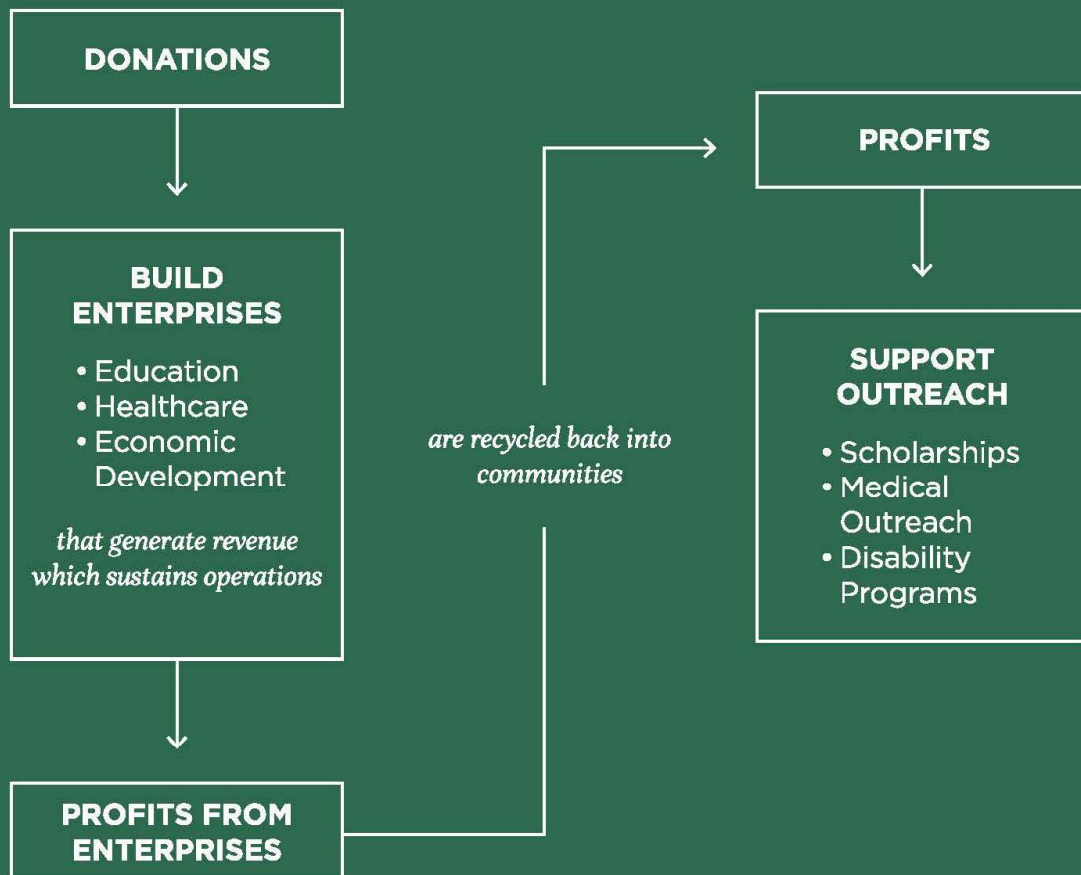 DONATIONS
BUILD
ENTERPRISES
• Education
• Healthcare
• Economic
Development
that generate revenue
which sustains operations
PROFITS FROM
ENTERPRISES
are recycled back into
communities
PROFITS
SUPPORT
OUTREACH
• Scholarships
• Medical
Outreach
• Disability
Programs